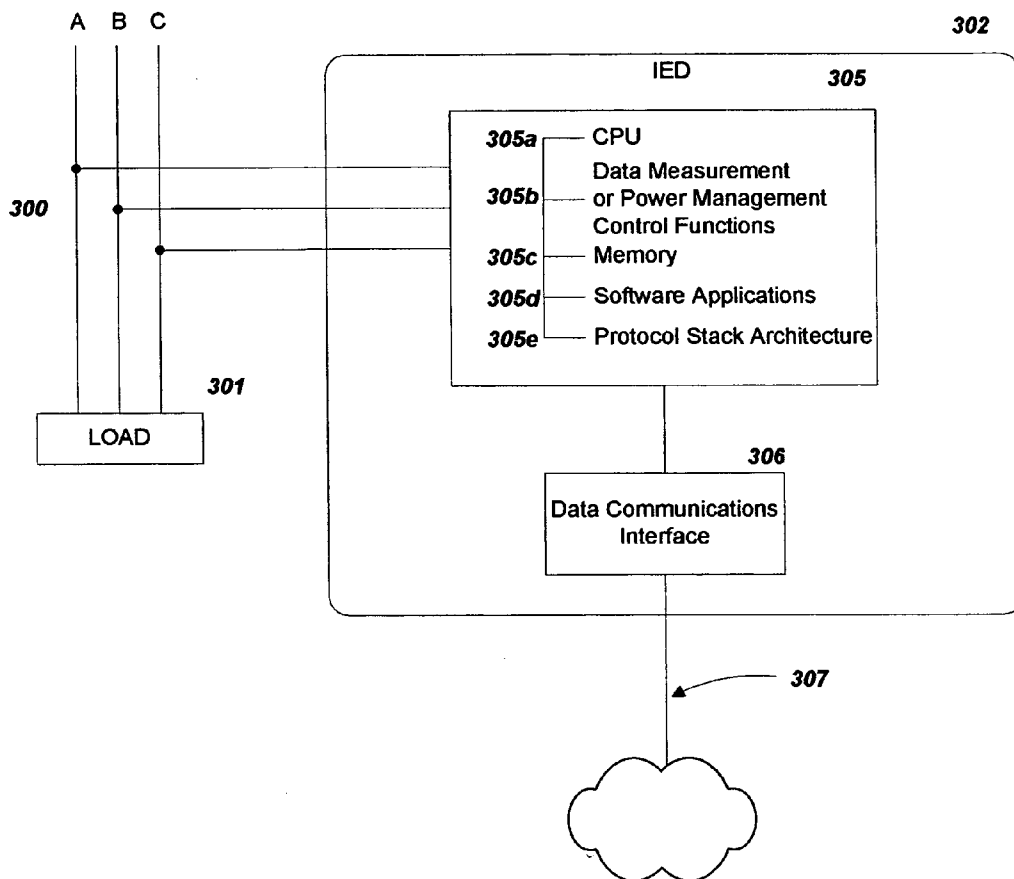 A B C
302
IED
305
305a CPU
Data Measurement
305b or Power Management
Control Functions
300
305c Memory
305d Software Applications
305e Protocol Stack Architecture
301
LOAD
306
Data Communications
Interface
307